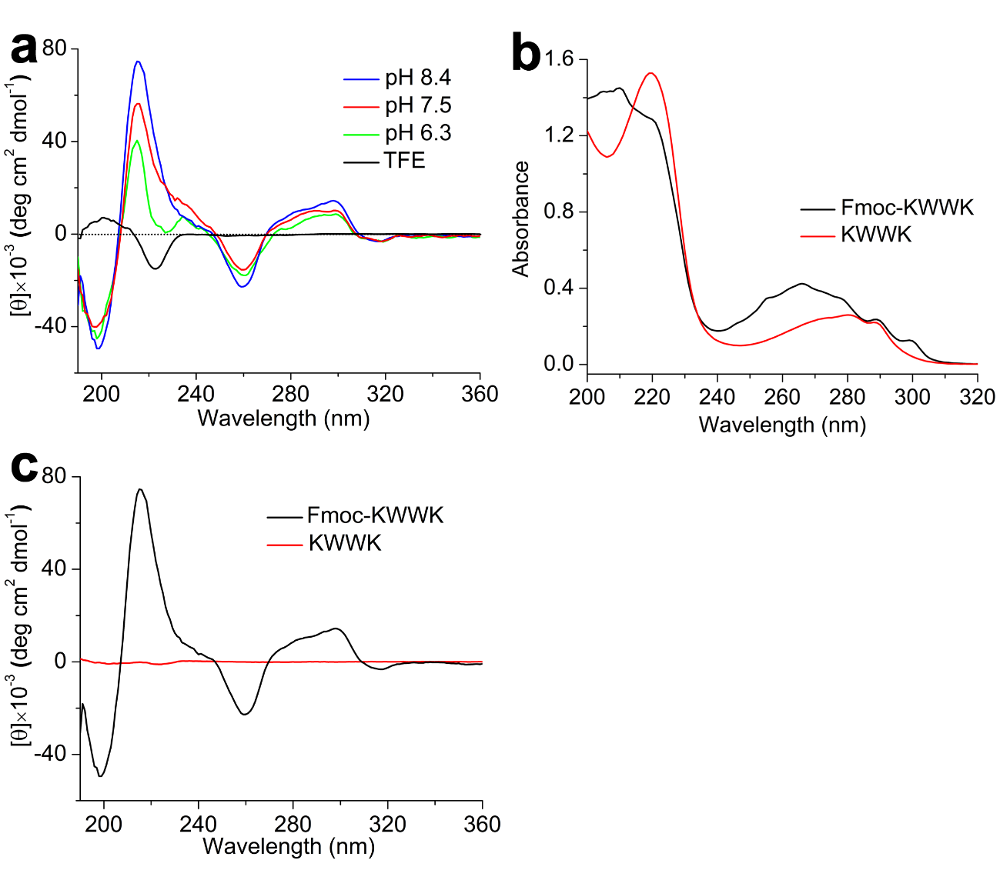 a
80
40
0
-40
[θ]×10⁻³ (deg cm² dmol⁻¹)
pH 8.4
pH 7.5
pH 6.3
TFE
200 240 280 320 360
Wavelength (nm)
b
1.6
1.2
0.8
0.4
0.0
Absorbance
Fmoc-KWWK
KWWK
200 220 240 260 280 300 320
Wavelength (nm)
c
80
40
0
-40
[θ]×10⁻³ (deg cm² dmol⁻¹)
Fmoc-KWWK
KWWK
200 240 280 320 360
Wavelength (nm)